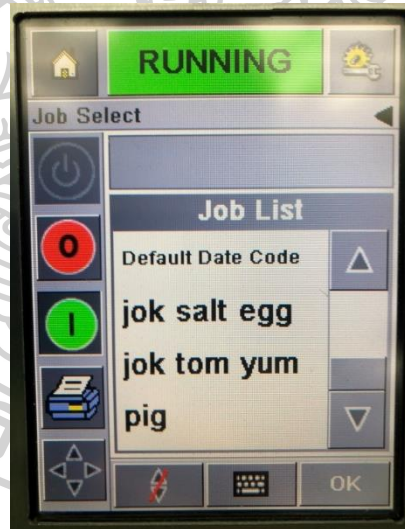 RUNNING
Job Select
Job List
Default Date Code
jok salt egg
jok tom yum
pig
OK